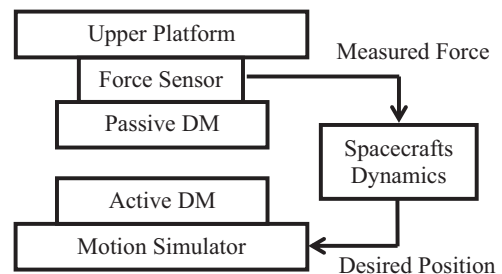 Upper Platform
Measured Force
Force Sensor
Passive DM
Spacecrafts
Dynamics
Active DM
Motion Simulator
Desired Position